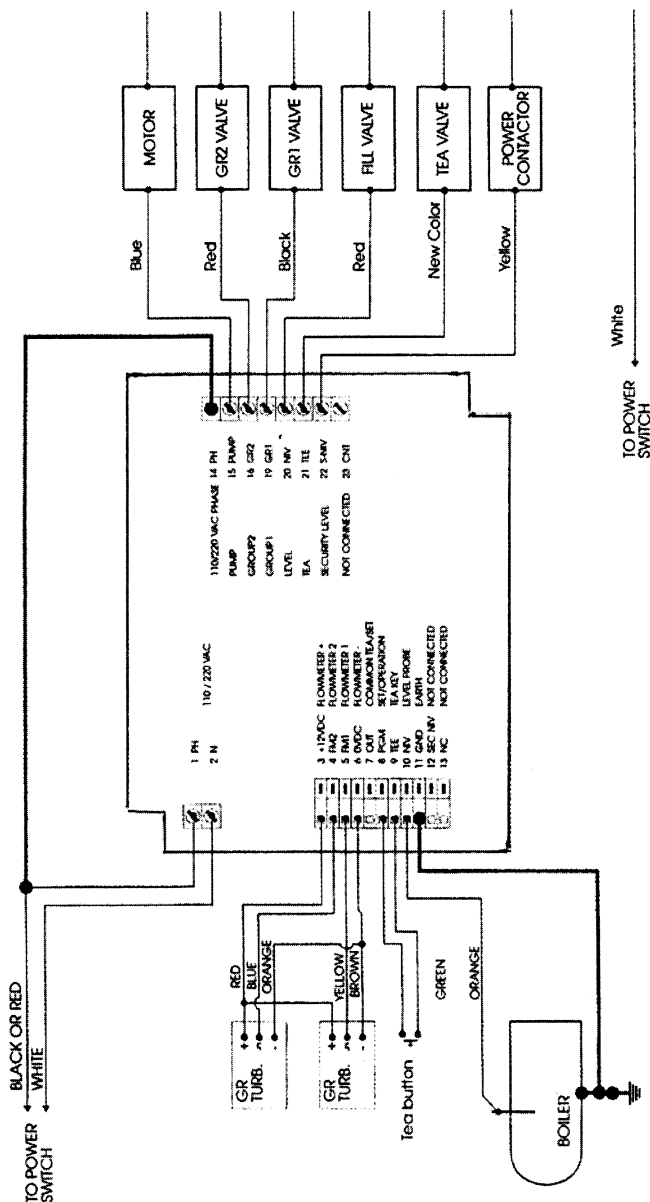 MOTOR
GR2 VALVE
GR1 VALVE
FILL VALVE
TEA VALVE
POWER
CONTACTOR
Blue
Red
Black
Red
New Color
Yellow
White
TO POWER
SWITCH
110/220 VAC PHASE 14 PH
PUMP 15 PUMP
GROUP2 16 GR2
GROUP1 19 GR1
LEVEL 20 NIV
TEA 21 TEE
SECURITY LEVEL 22 S-NIV
NOT CONNECTED 23 CNT
1 PH
2 N
110 / 220 VAC
3 +12VDC FLOWMETER +
4 FM2 FLOWMETER 2
5 FM1 FLOWMETER 1
6 0VDC FLOWMETER -
7 OUT COMMON TEA/SET
8 PGM SET/OPERATION
9 TEE TEA KEY
10 NIV LEVEL PROBE
11 GND EARTH
12 SEC NIV NOT CONNECTED
13 NC NOT CONNECTED
BLACK OR RED
WHITE
TO POWER
SWITCH
RED
BLUE
ORANGE
YELLOW
BROWN
GREEN
ORANGE
GR
TURB.
+
-
GR
TURB.
+
-
Tea button
BOILER